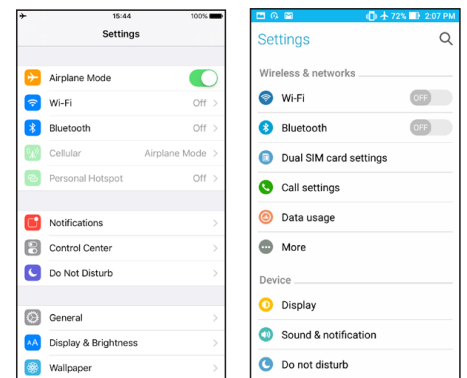 15:44
100%
Settings
Airplane Mode
Wi-Fi Off
Bluetooth Off
Cellular Airplane Mode
Personal Hotspot Off
Notifications
Control Center
Do Not Disturb
General
AA Display & Brightness
Wallpaper
72% 2:07 PM
Settings
Wireless & networks
Wi-Fi OFF
Bluetooth OFF
Dual SIM card settings
Call settings
Data usage
More
Device
Display
Sound & notification
Do not disturb